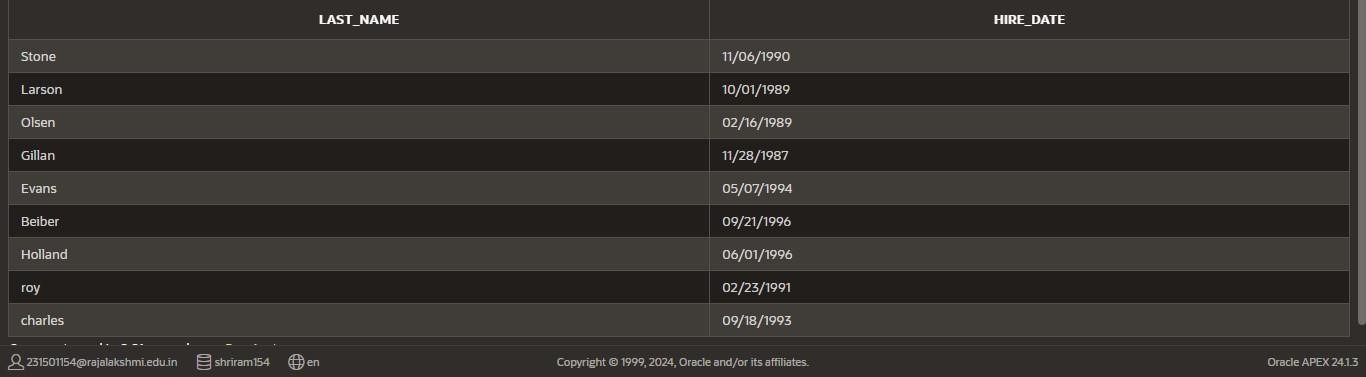 LAST_NAME HIRE_DATE
Stone 11/06/1990
Larson 10/01/1989
Olsen 02/16/1989
Gillan 11/28/1987
Evans 05/07/1994
Beiber 09/21/1996
Holland 06/01/1996
roy 02/23/1991
charles 09/18/1993
231501154@rajalakshmi.edu.in shriram154 en Copyright © 1999, 2024, Oracle and/or its affiliates. Oracle APEX 24.1.3